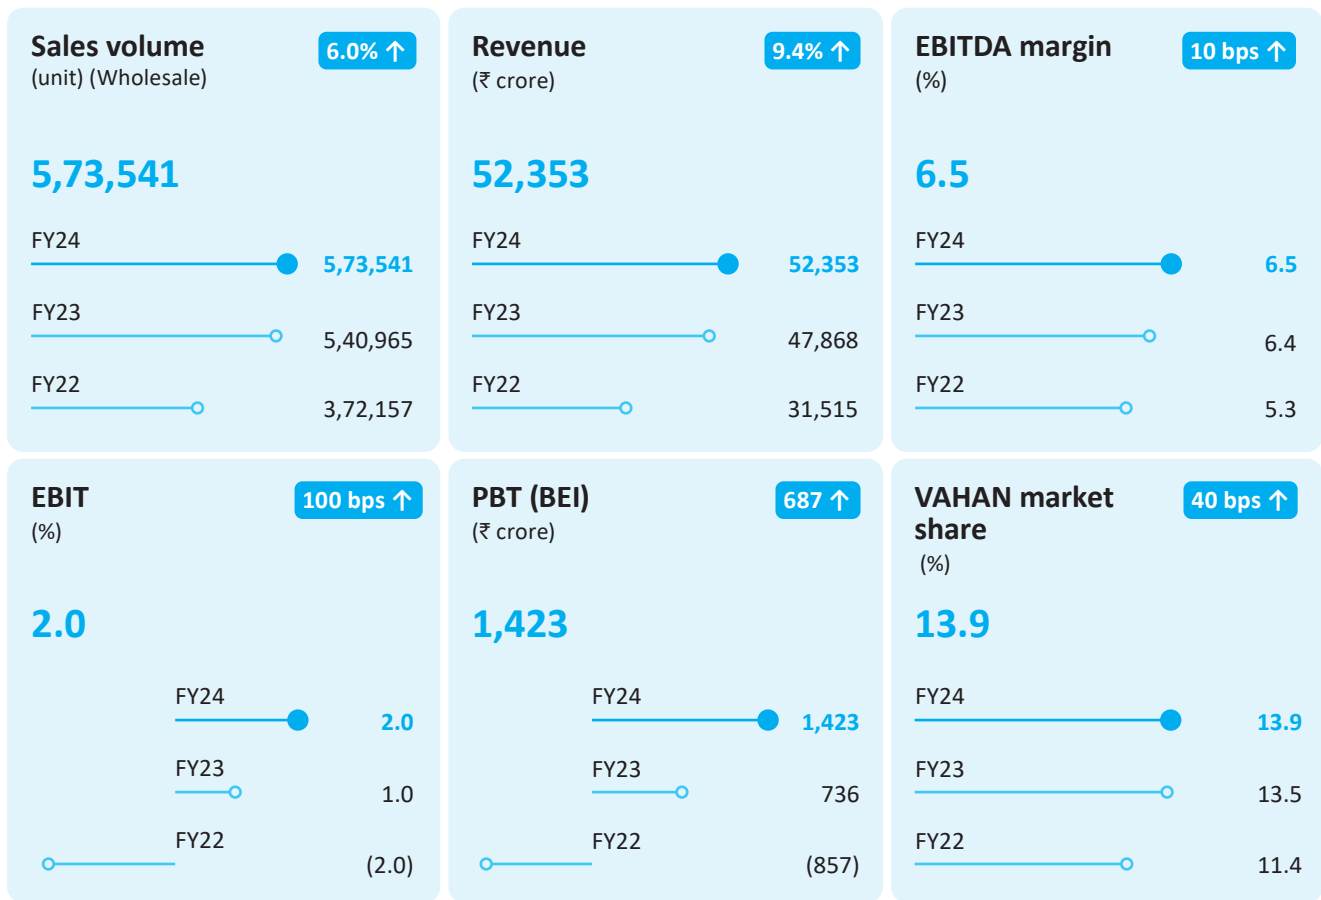 Sales volume
(unit) (Wholesale)
6.0% ↑
5,73,541
FY24
5,73,541
FY23
5,40,965
FY22
3,72,157
Revenue
(₹ crore)
9.4% ↑
52,353
FY24
52,353
FY23
47,868
FY22
31,515
EBITDA margin
(%)
10 bps ↑
6.5
FY24
6.5
FY23
6.4
FY22
5.3
EBIT
(%)
100 bps ↑
2.0
FY24
2.0
FY23
1.0
FY22
(2.0)
PBT (BEI)
(₹ crore)
687 ↑
1,423
FY24
1,423
FY23
736
FY22
(857)
VAHAN market
share
(%)
40 bps ↑
13.9
FY24
13.9
FY23
13.5
FY22
11.4